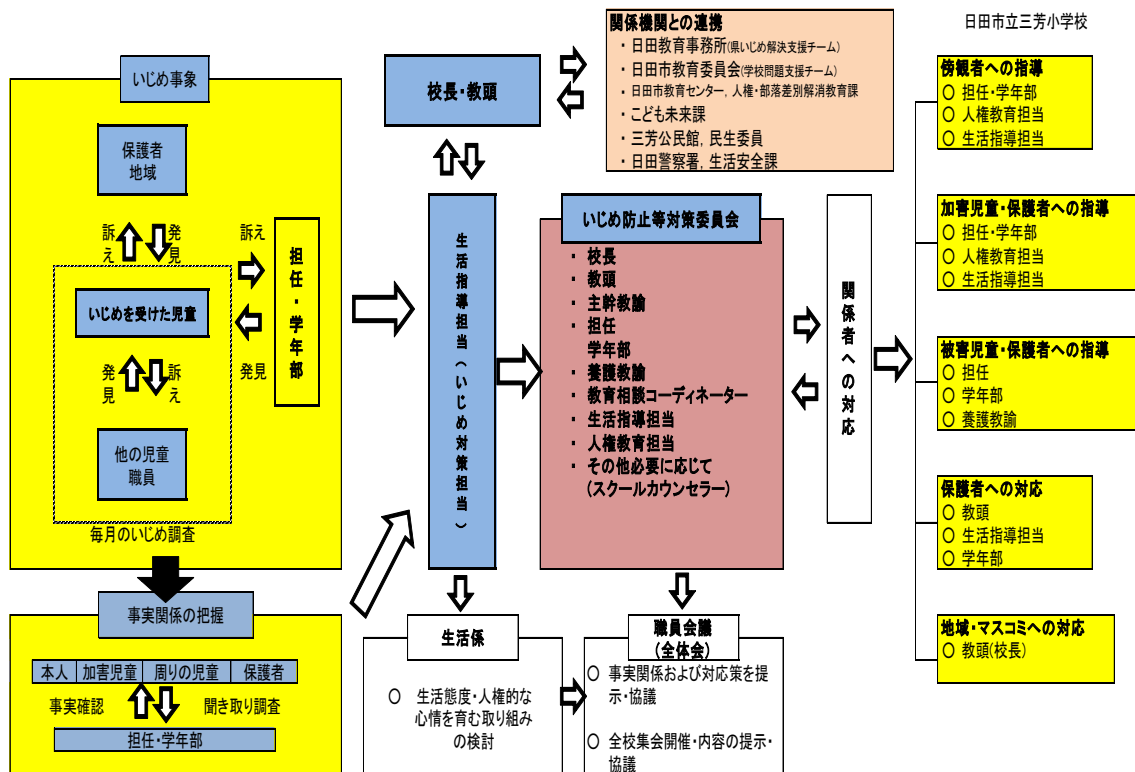 日田市立三芳小学校
いじめ事象
保護者
地域
訴え
発見
訴え
いじめを受けた児童
発見
訴え
発見
他の児童
職員
毎月のいじめ調査
担任・学年部
事実関係の把握
本人
加害児童
周りの児童
保護者
事実確認
聞き取り調査
担任・学年部
校長・教頭
生活指導担当(いじめ対策担当)
関係機関との連携
・日田教育事務所(県いじめ解決支援チーム)
・日田市教育委員会(学校問題支援チーム)
・日田市教育センター, 人権・部落差別解消教育課
・こども未来課
・三芳公民館, 民生委員
・日田警察署, 生活安全課
いじめ防止等対策委員会
・ 校長
・ 教頭
・ 主幹教諭
・ 担任
学年部
・ 養護教諭
・ 教育相談コーディネーター
・ 生活指導担当
・ 人権教育担当
・ その他必要に応じて
(スクールカウンセラー)
生活係
〇 生活態度・人権的な
心情を育む取り組み
の検討
職員会議
(全体会)
〇 事実関係および対応策を提
示・協議
〇 全校集会開催・内容の提示・
協議
関係者への対応
傍観者への指導
〇 担任・学年部
〇 人権教育担当
〇 生活指導担当
加害児童・保護者への指導
〇 担任・学年部
〇 人権教育担当
〇 生活指導担当
被害児童・保護者への指導
〇 担任
〇 学年部
〇 養護教諭
保護者への対応
〇 教頭
〇 生活指導担当
〇 学年部
地域・マスコミへの対応
〇 教頭(校長)